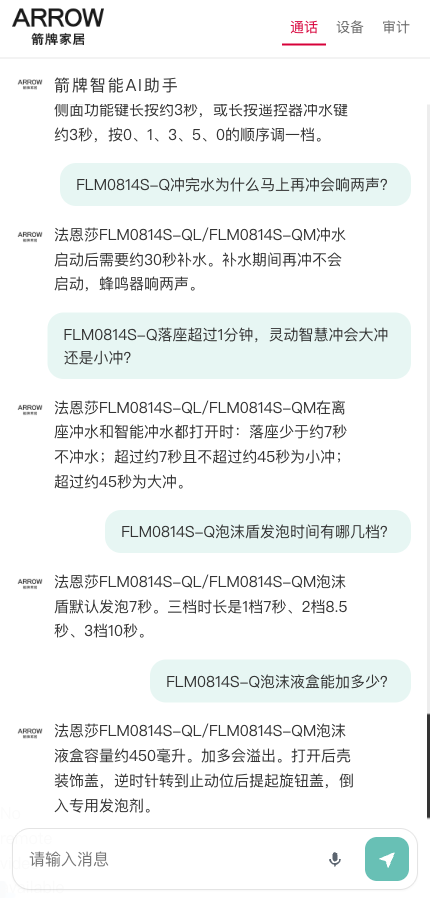 ARROW
箭牌家居
通话 设备 审计
ARROW
箭牌家居
箭牌智能AI助手
侧面功能键长按约3秒，或长按遥控器冲水键
约3秒，按0、1、3、5、0的顺序调一档。
FLM0814S-Q冲完水为什么马上再冲会响两声？
ARROW
箭牌家居
法恩莎FLM0814S-QL/FLM0814S-QM冲水
启动后需要约30秒补水。补水期间再冲不会
启动，蜂鸣器响两声。
FLM0814S-Q落座超过1分钟，灵动智慧冲会大冲
还是小冲？
ARROW
箭牌家居
法恩莎FLM0814S-QL/FLM0814S-QM在离
座冲水和智能冲水都打开时：落座少于约7秒
不冲水；超过约7秒且不超过约45秒为小冲；
超过约45秒为大冲。
FLM0814S-Q泡沫盾发泡时间有哪几档？
ARROW
箭牌家居
法恩莎FLM0814S-QL/FLM0814S-QM泡沫
盾默认发泡7秒。三档时长是1档7秒、2档8.5
秒、3档10秒。
FLM0814S-Q泡沫液盒能加多少？
ARROW
箭牌家居
法恩莎FLM0814S-QL/FLM0814S-QM泡沫
液盒容量约450毫升。加多会溢出。打开后壳
装饰盖，逆时针转到止动位后提起旋钮盖，倒
入专用发泡剂。
请输入消息